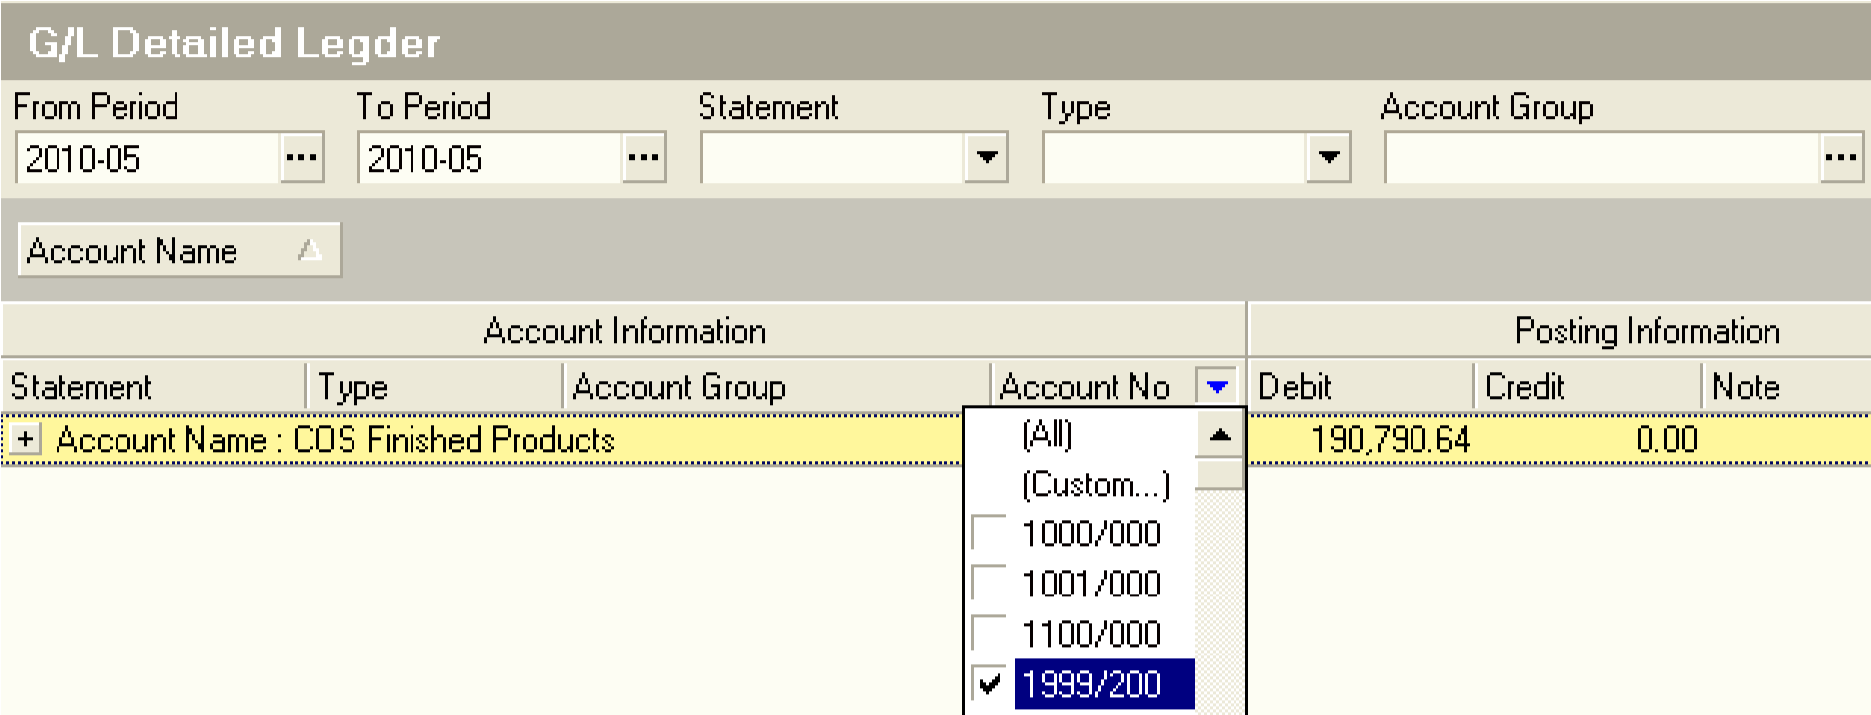 G/L Detailed Legder
From Period To Period Statement Type Account Group
2010-05 ... 2010-05 ... ...
Account Name
Account Information Posting Information
Statement Type Account Group Account No Debit Credit Note
+ Account Name : COS Finished Products 190,790.64 0.00
(All)
(Custom...)
1000/000
1001/000
1100/000
1999/200